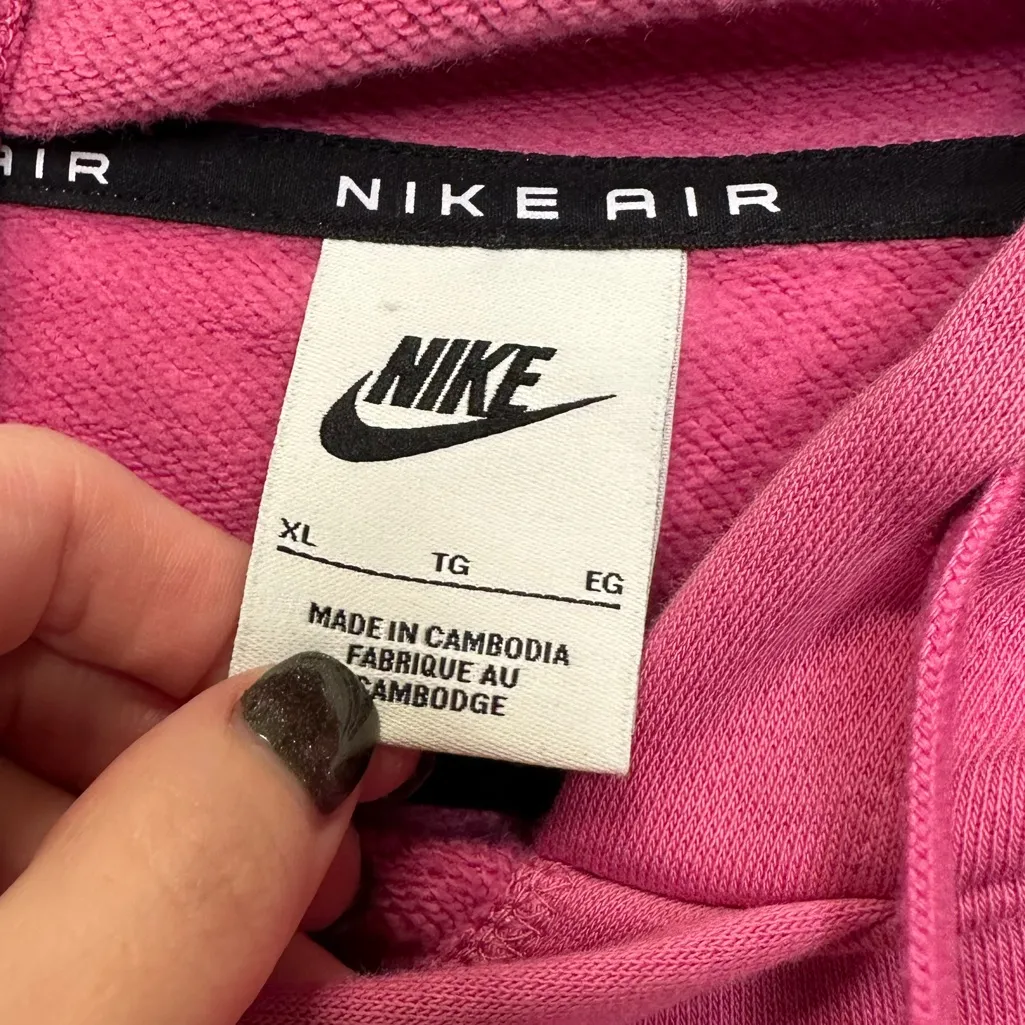 AIR NIKE AIR
NIKE
XL TG EG
MADE IN CAMBODIA
FABRIQUE AU
CAMBODGE